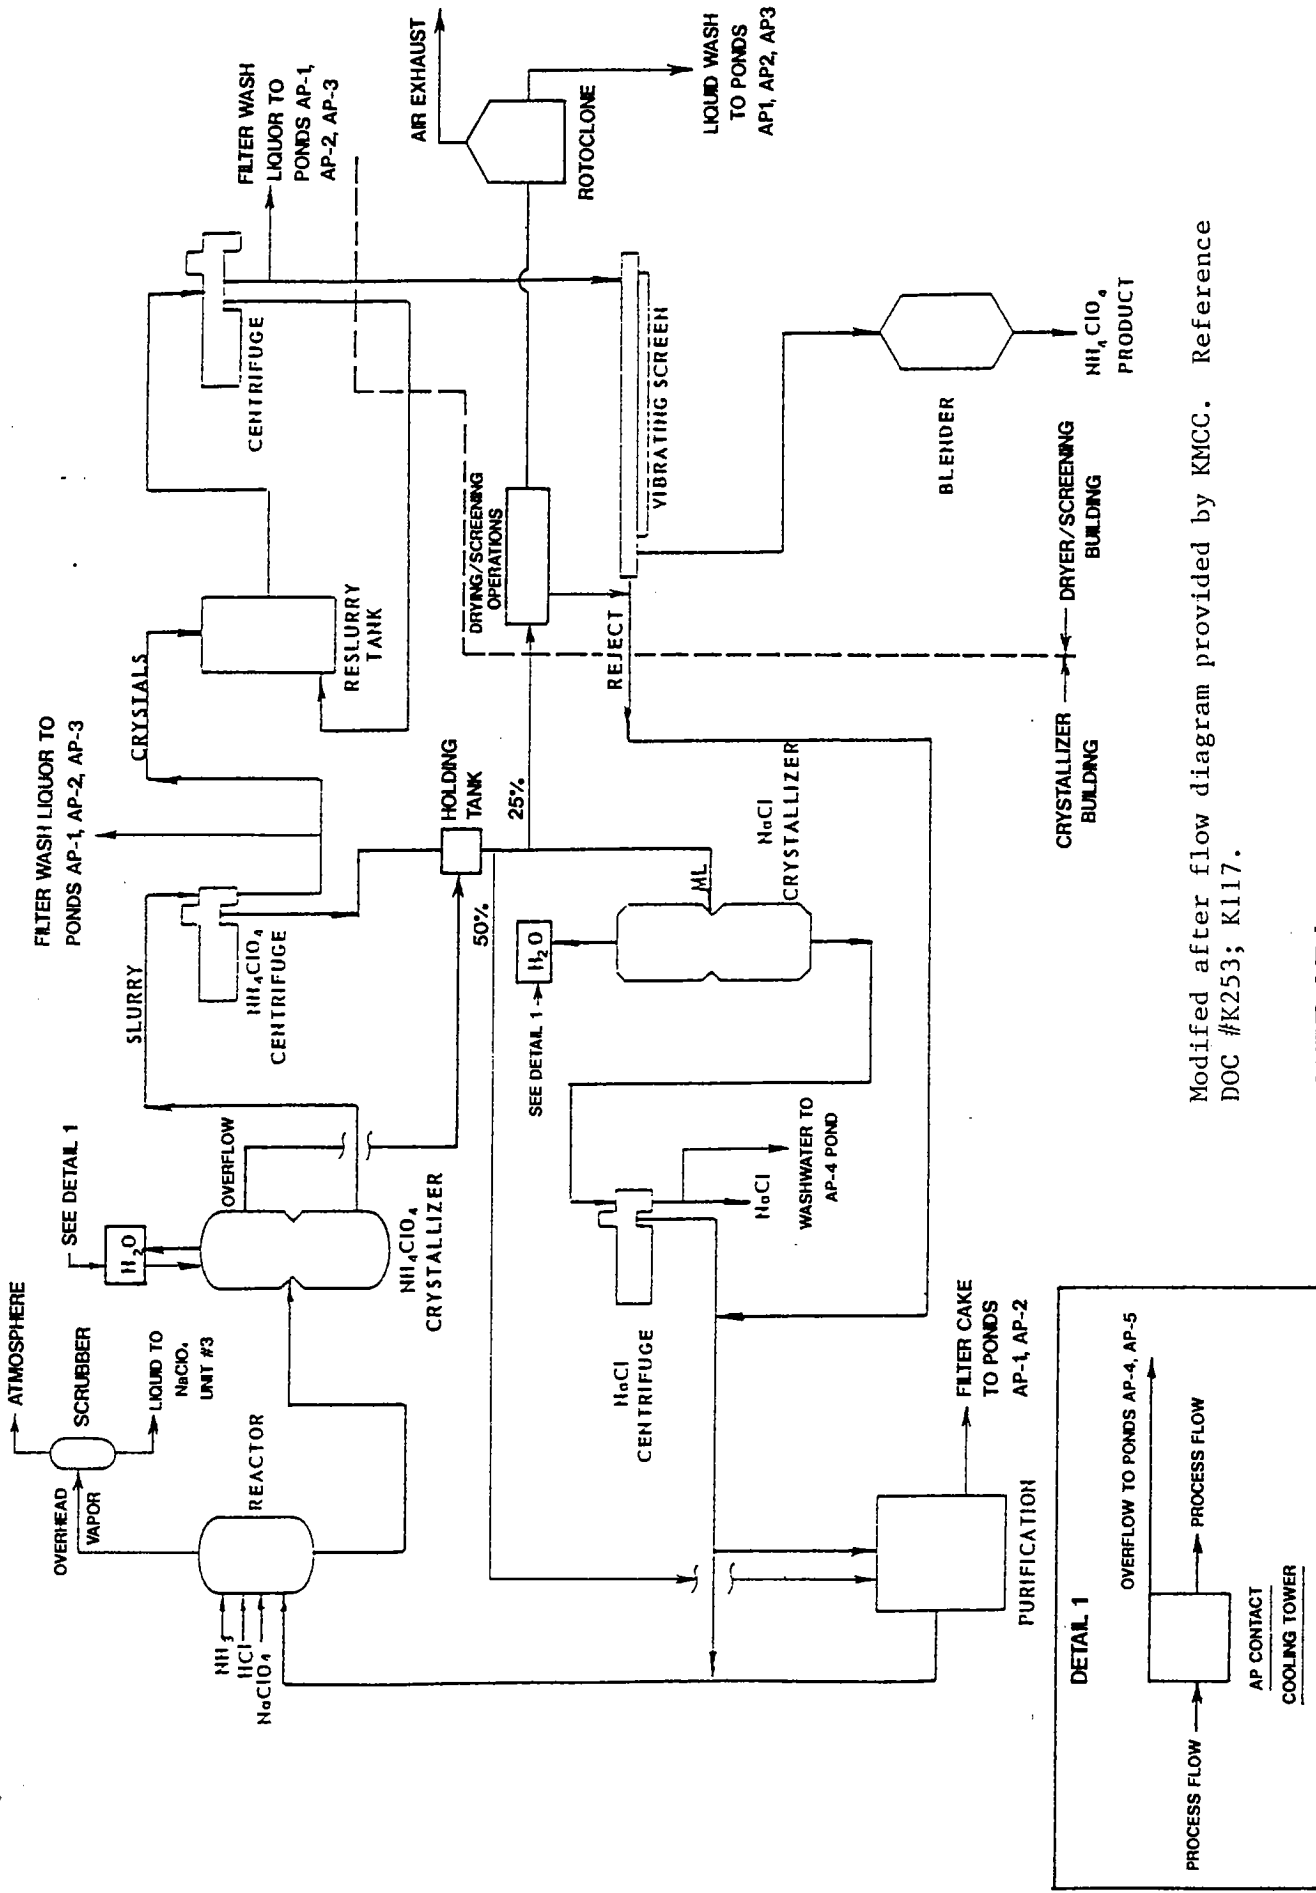 ATMOSPHERE
SCRUBBER
OVERHEAD
VAPOR
LIQUID TO
NaClO₄
UNIT #3
REACTOR
NH₃
HCl
NaClO₄
SEE DETAIL 1
H₂O
OVERFLOW
NH₄ClO₄
CRYSTALLIZER
SLURRY
FILTER WASH LIQUOR TO
PONDS AP-1, AP-2, AP-3
NH₄ClO₄
CENTRIFUGE
CRYSTALS
RESLURRY
TANK
CENTRIFUGE
FILTER WASH
LIQUOR TO
PONDS AP-1,
AP-2, AP-3
AIR EXHAUST
ROTOCLONE
LIQUID WASH
TO PONDS
AP1, AP2, AP3
HOLDING
TANK
50%
25%
DRYING/SCREENING
OPERATIONS
VIBRATING SCREEN
REJECT
SEE DETAIL 1
H₂O
ML
NaCl
CRYSTALLIZER
NaCl
CENTRIFUGE
NaCl
WASHWATER TO
AP-4 POND
BLENDER
NH₄ClO₄
PRODUCT
CRYSTALLIZER
BUILDING
DRYER/SCREENING
BUILDING
FILTER CAKE
TO PONDS
AP-1, AP-2
PURIFICATION
DETAIL 1
OVERFLOW TO PONDS AP-4, AP-5
PROCESS FLOW
PROCESS FLOW
AP CONTACT
COOLING TOWER
Modifed after flow diagram provided by KMCC. Reference
DOC #K253; K117.